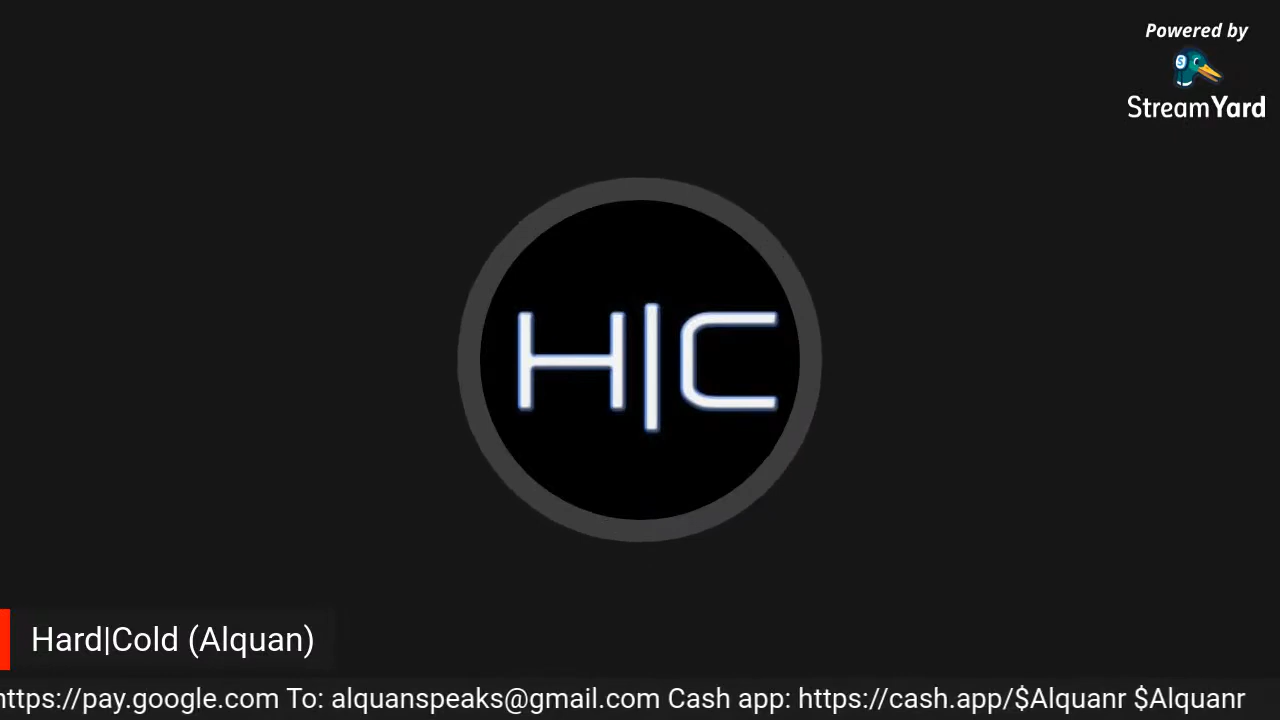 Powered by
S
StreamYard
H|C
Hard|Cold (Alquan)
https://pay.google.com To: alquanspeaks@gmail.com Cash app: https://cash.app/$Alquanr $Alquanr